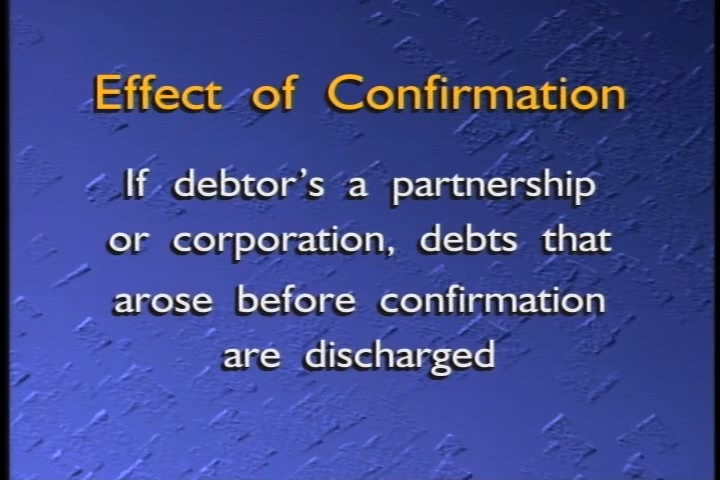 Effect of Confirmation
If debtor's a partnership
or corporation, debts that
arose before confirmation
are discharged